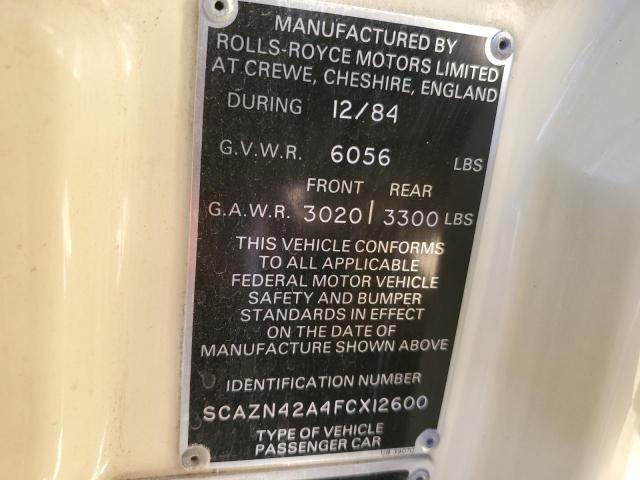 MANUFACTURED BY
ROLLS-ROYCE MOTORS LIMITED
AT CREWE, CHESHIRE, ENGLAND
DURING 12/84
G.V.W.R. 6056 LBS
FRONT REAR
G.A.W.R. 3020 3300 LBS
THIS VEHICLE CONFORMS
TO ALL APPLICABLE
FEDERAL MOTOR VEHICLE
SAFETY AND BUMPER
STANDARDS IN EFFECT
ON THE DATE OF
MANUFACTURE SHOWN ABOVE
IDENTIFICATION NUMBER
SCAZN42A4FCX12600
TYPE OF VEHICLE
PASSENGER CAR
UB 39070